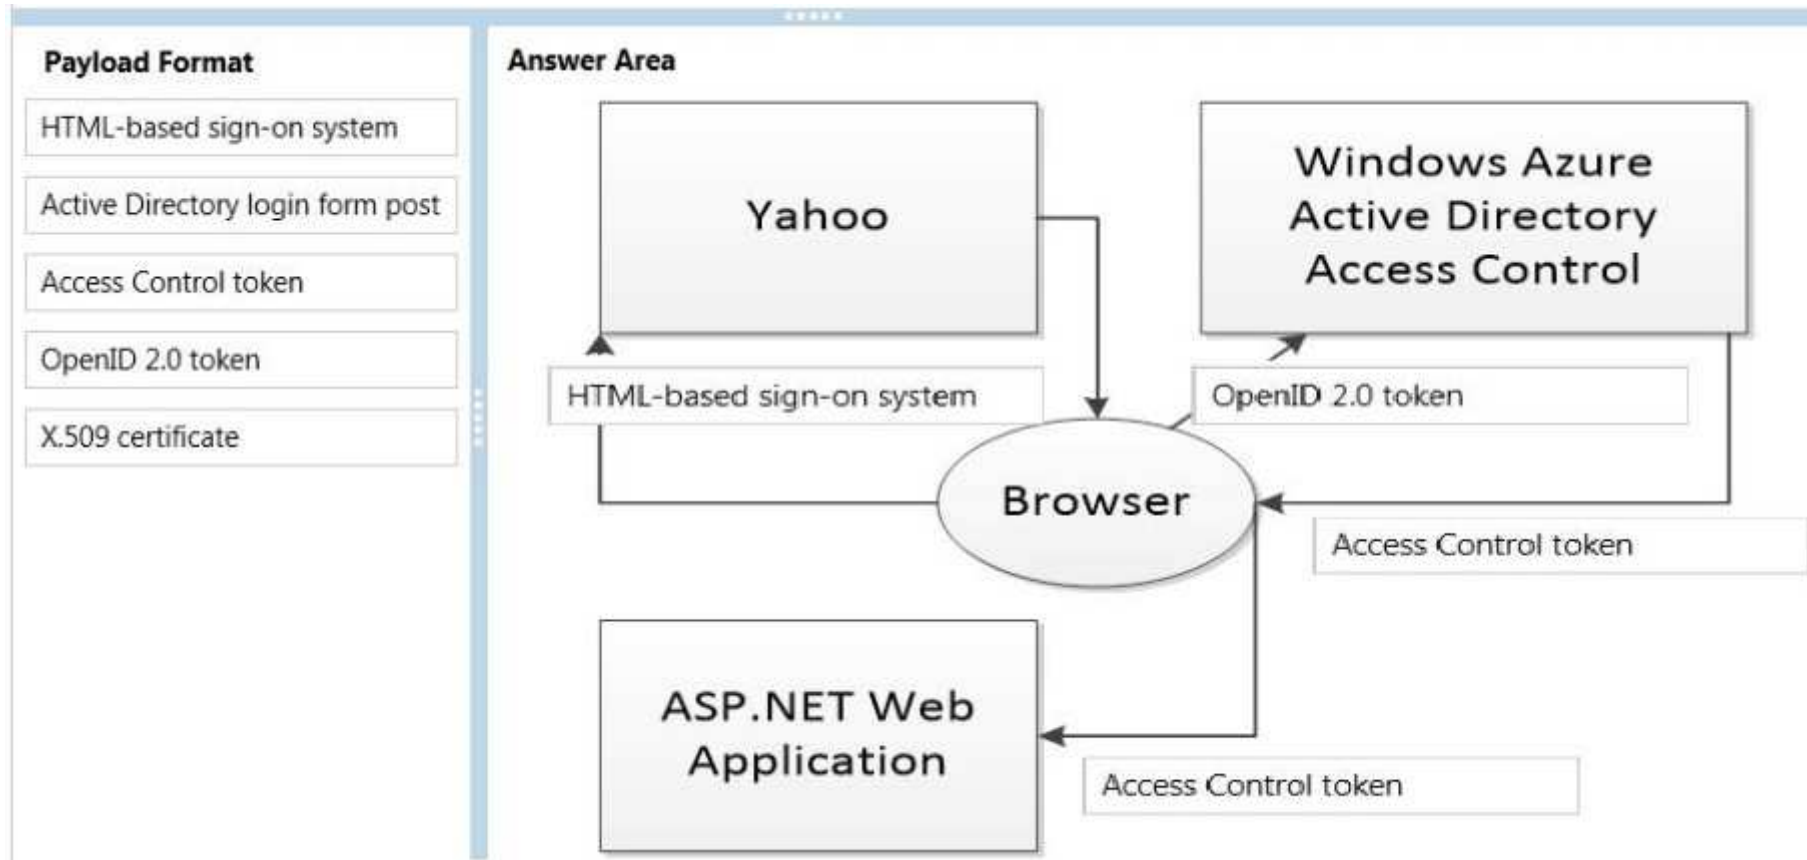 Payload Format
HTML-based sign-on system
Active Directory login form post
Access Control token
OpenID 2.0 token
X.509 certificate
Answer Area
Yahoo
Windows Azure
Active Directory
Access Control
HTML-based sign-on system
OpenID 2.0 token
Browser
Access Control token
ASP.NET Web
Application
Access Control token